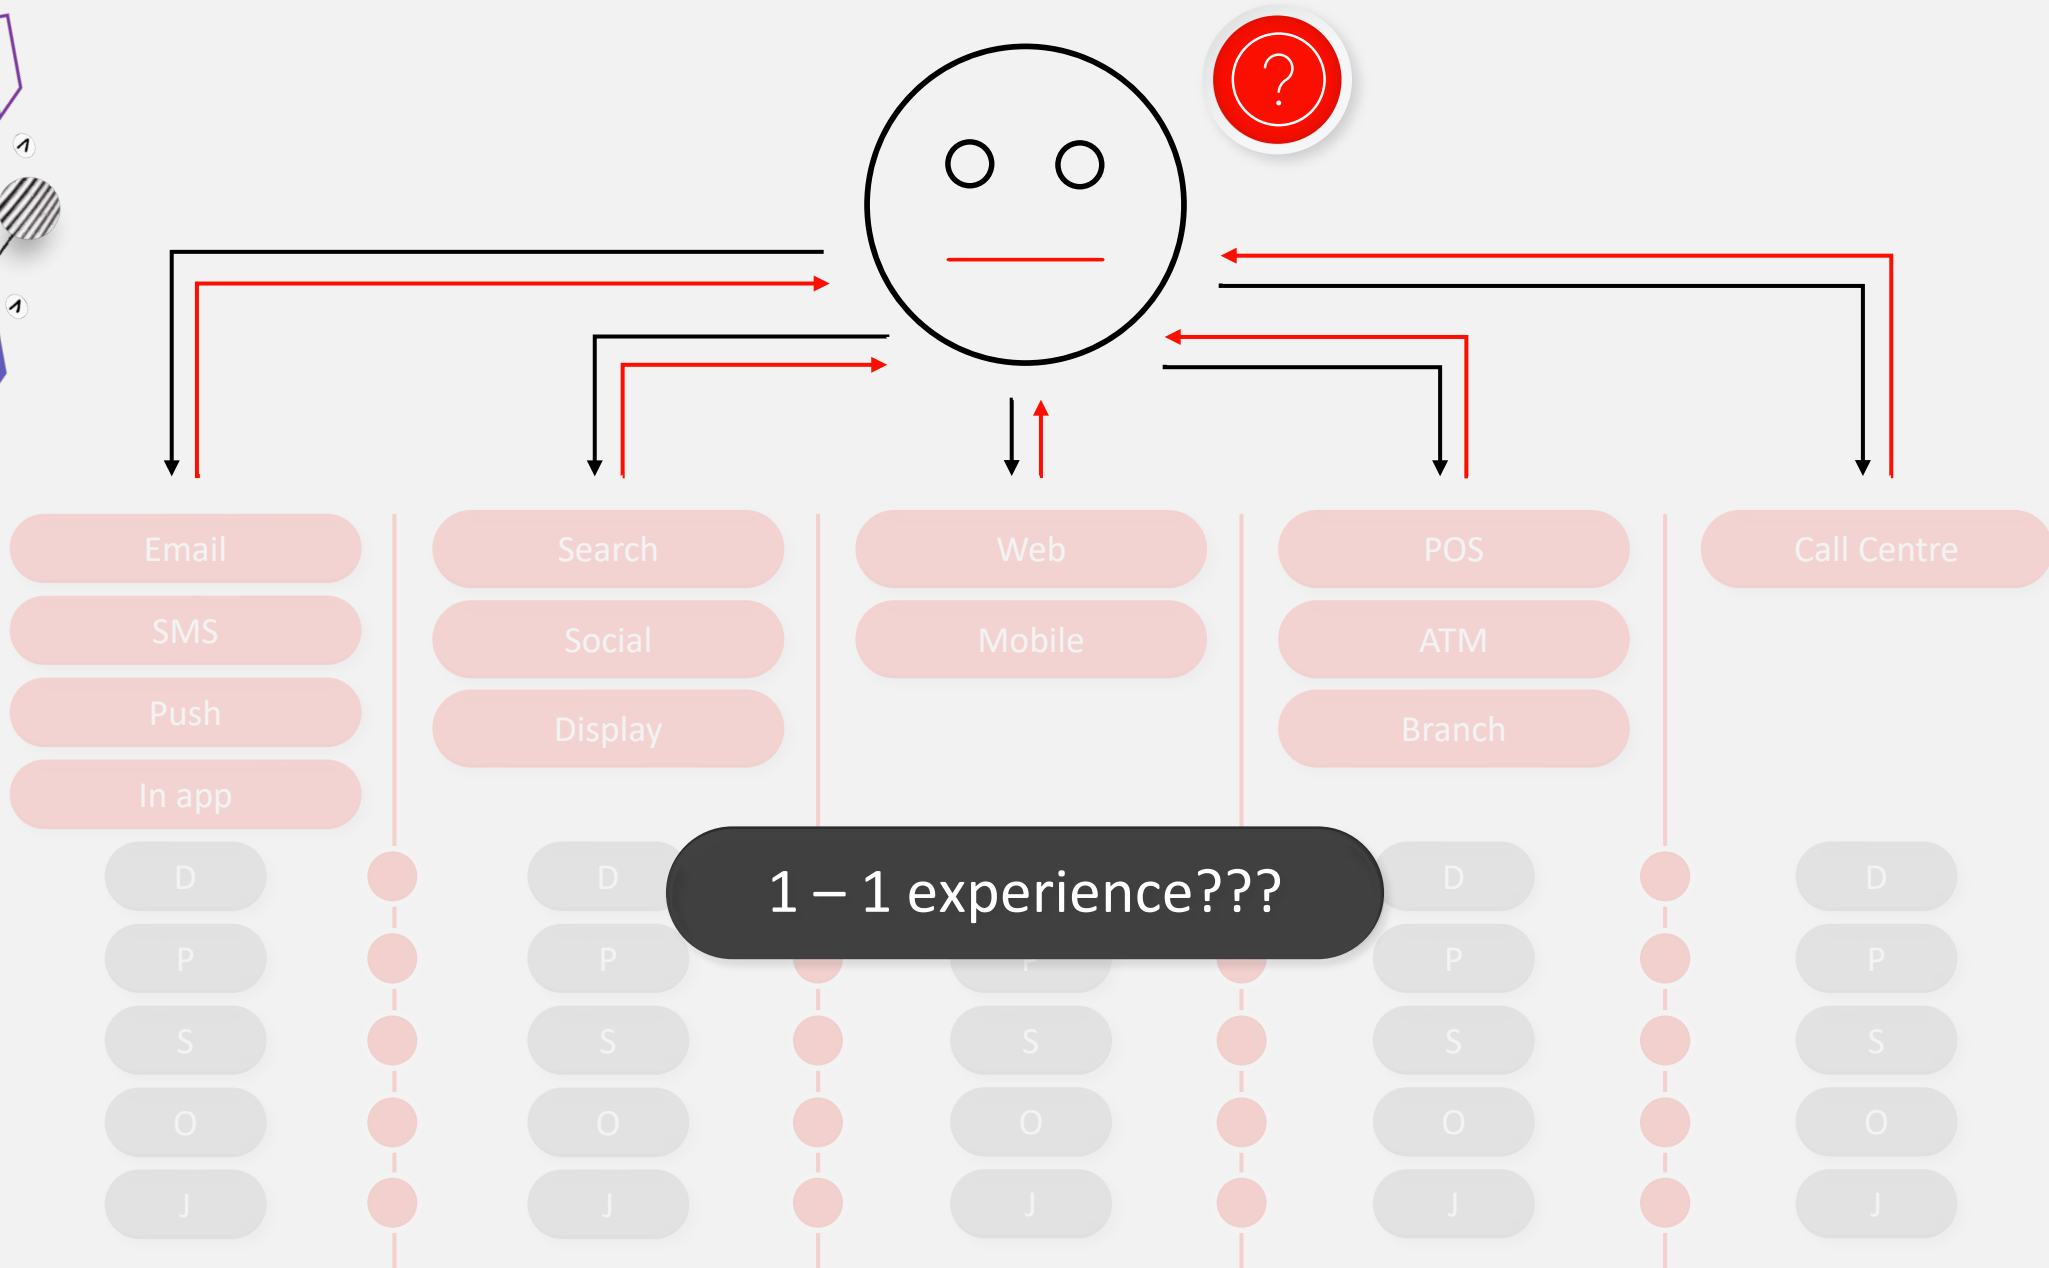 ?
Email
Search
Web
POS
Call Centre
SMS
Social
Mobile
ATM
Push
Display
Branch
In app
D
D
D
D
1 – 1 experience???
P
P
P
P
P
S
S
S
S
S
O
O
O
O
O
J
J
J
J
J